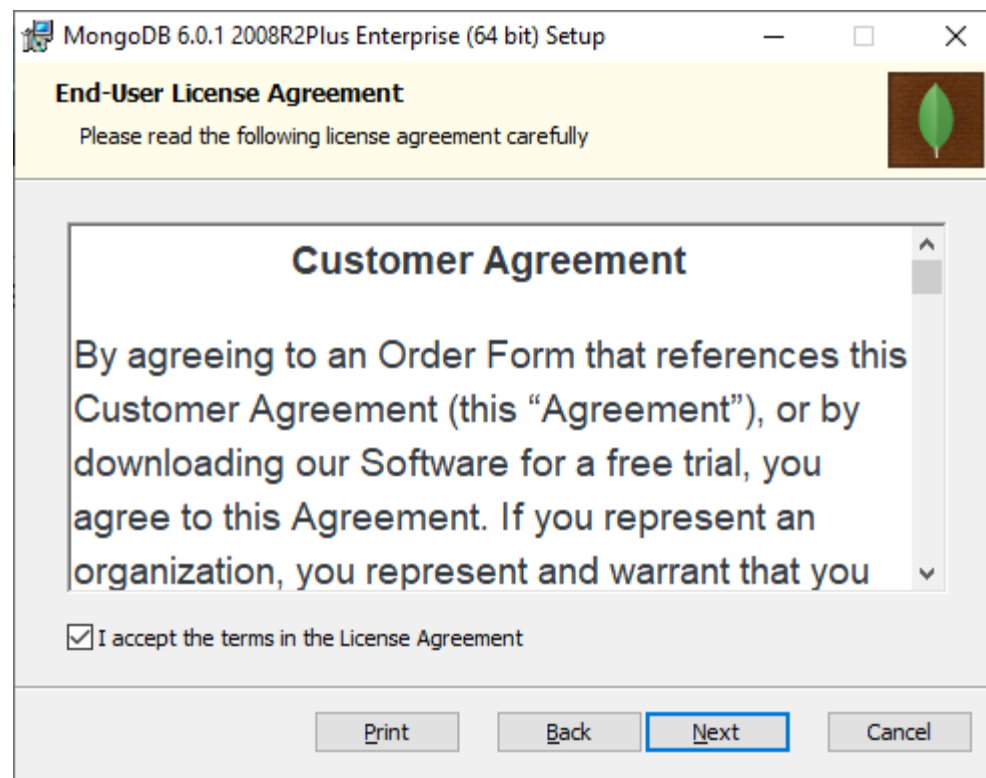 MongoDB 6.0.1 2008R2Plus Enterprise (64 bit) Setup
End-User License Agreement
Please read the following license agreement carefully
Customer Agreement
By agreeing to an Order Form that references this
Customer Agreement (this “Agreement”), or by
downloading our Software for a free trial, you
agree to this Agreement. If you represent an
organization, you represent and warrant that you
I accept the terms in the License Agreement
Print Back Next Cancel